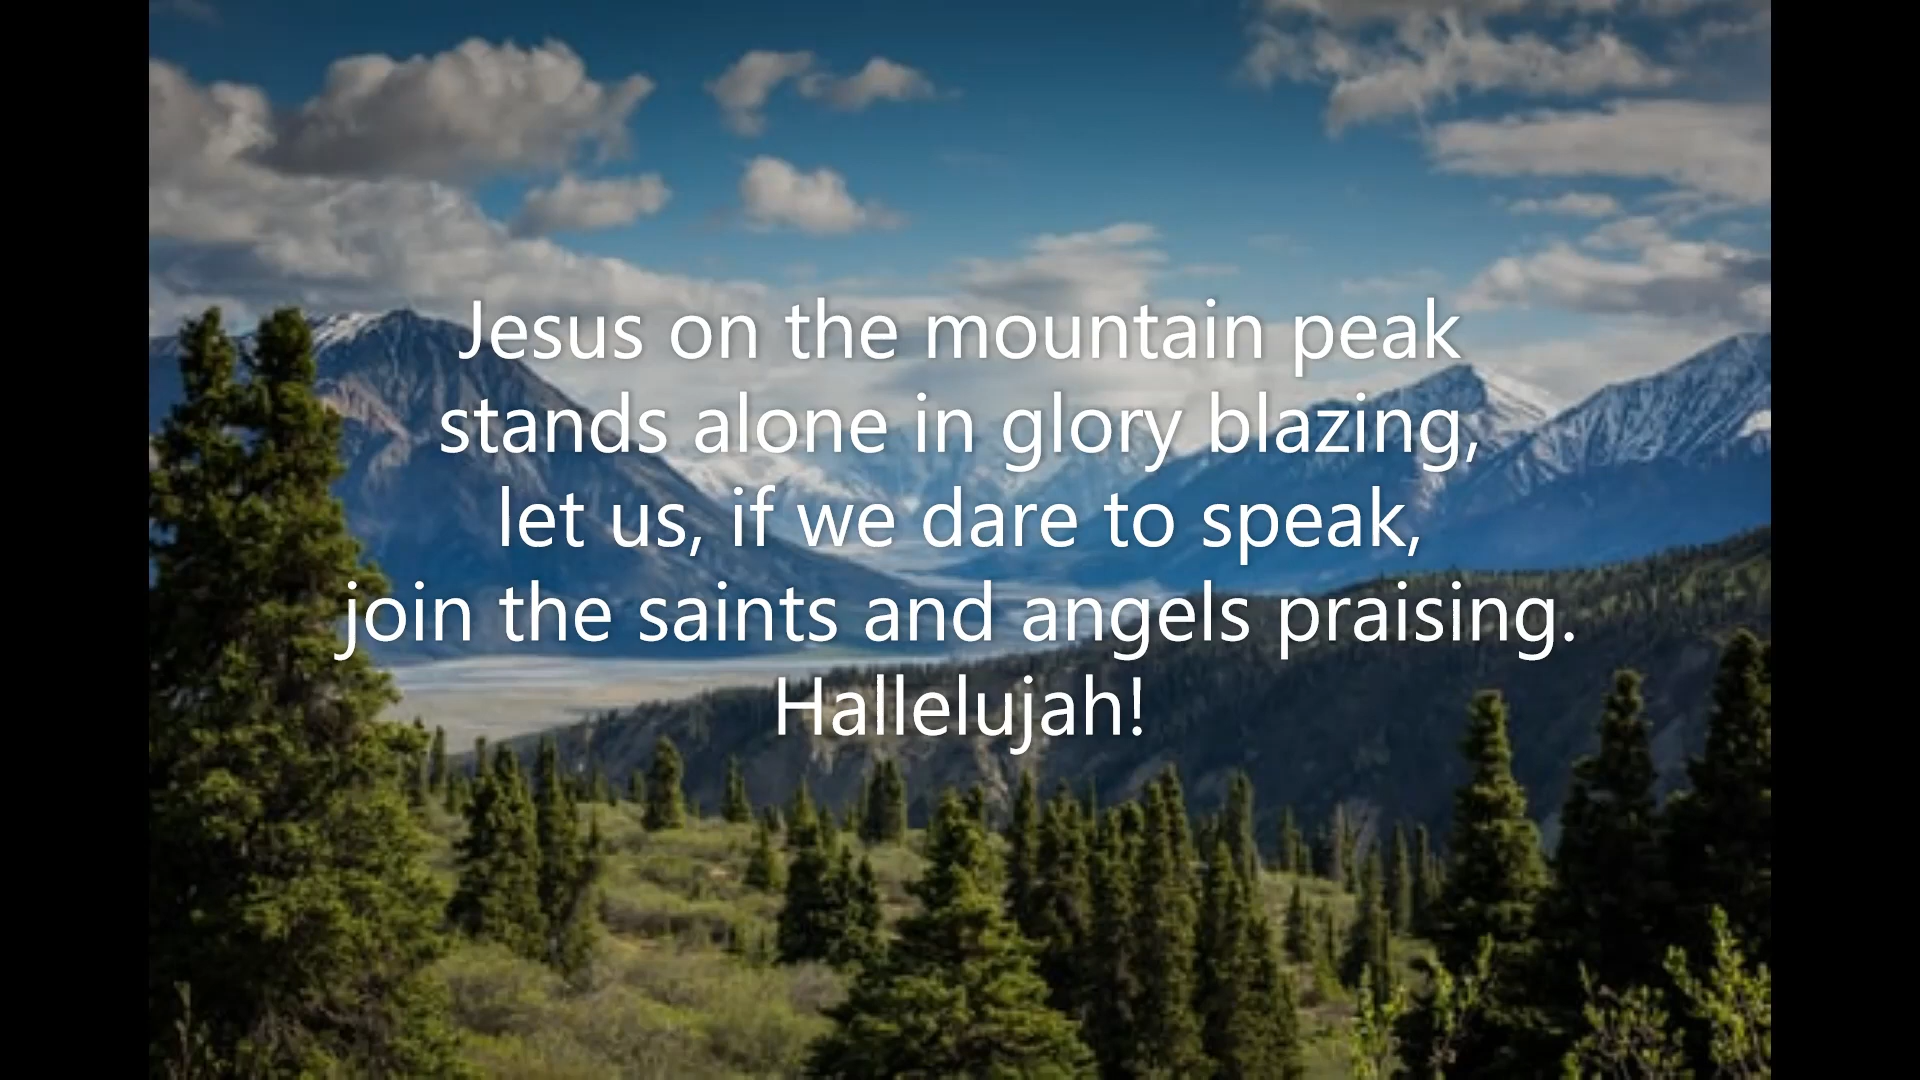 Jesus on the mountain peak
stands alone in glory blazing,
let us, if we dare to speak,
join the saints and angels praising.
Hallelujah!